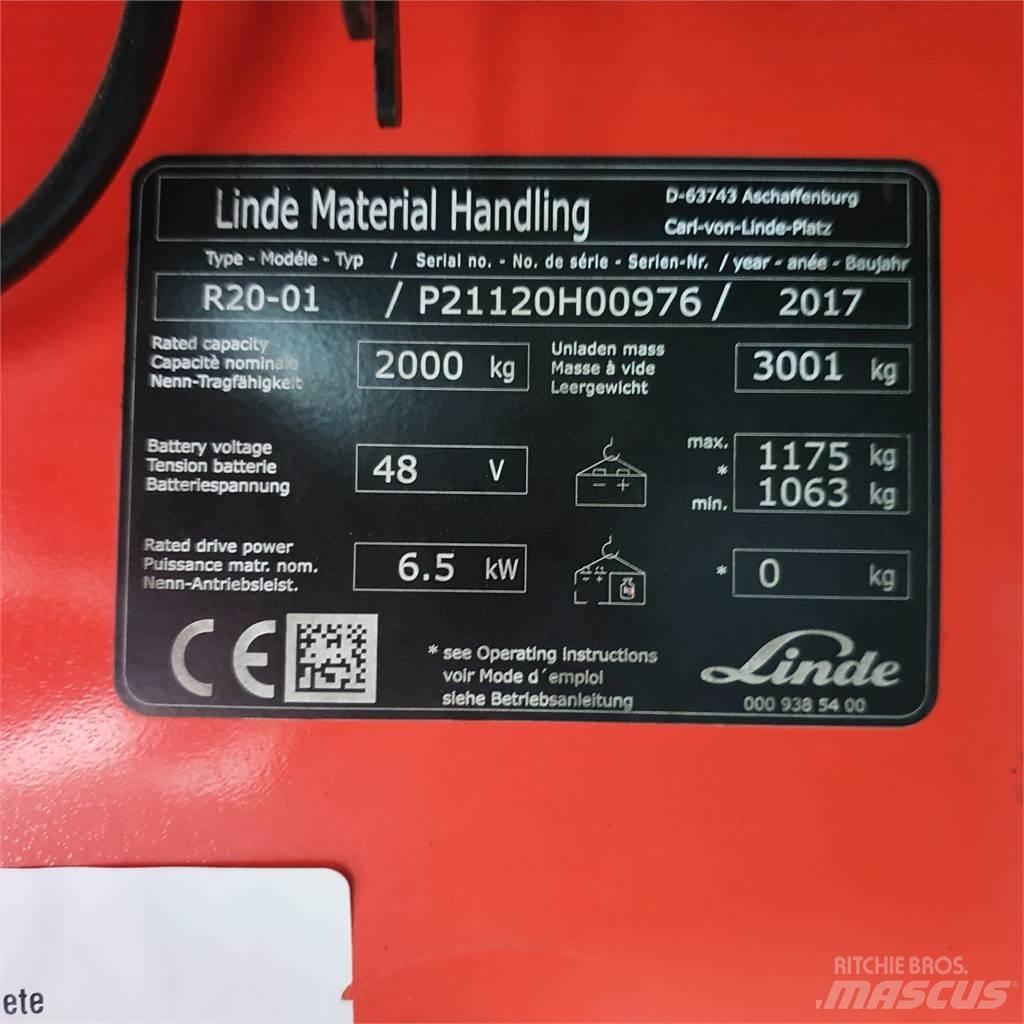 Linde Material Handling
D-63743 Aschaffenburg
Carl-von-Linde-Platz
Type - Modéle - Typ / Serial no. - No. de série - Serien-Nr. / year - anée - Baujahr
R20-01 / P21120H00976 / 2017
Rated capacity
Capacité nominale
Nenn-Tragfähigkeit
2000 kg
Unladen mass
Masse à vide
Leergewicht
3001 kg
Battery voltage
Tension batterie
Batteriespannung
48 V
- +
max. 1175 kg
*
min. 1063 kg
Rated drive power
Puissance matr. nom.
Nenn-Antriebsleist.
6.5 kW
* 0 kg
CE
* see Operating instructions
voir Mode d´emploi
siehe Betriebsanleitung
Linde
000 938 54 00
ete
RITCHIE BROS.
MASCUS